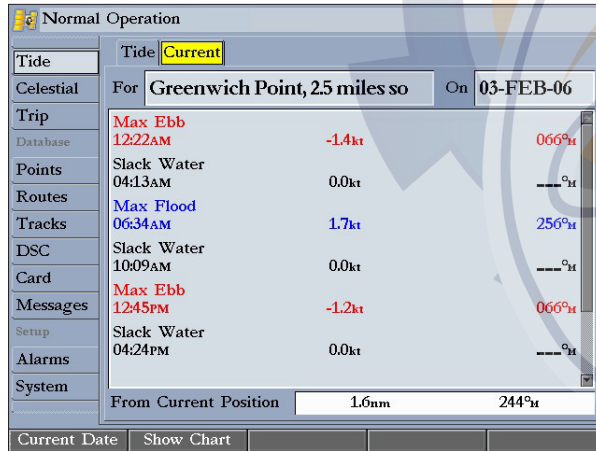 Normal Operation
Tide Current
For Greenwich Point, 2.5 miles so On 03-FEB-06
Tide
Celestial
Trip
Database
Points
Routes
Tracks
DSC
Card
Messages
Setup
Alarms
System
Max Ebb
12:22AM -1.4kt 066°M
Slack Water
04:13AM 0.0kt ___°M
Max Flood
06:34AM 1.7kt 256°M
Slack Water
10:09AM 0.0kt ___°M
Max Ebb
12:45PM -1.2kt 066°M
Slack Water
04:24PM 0.0kt ___°M
From Current Position 1.6nm 244°M
Current Date Show Chart